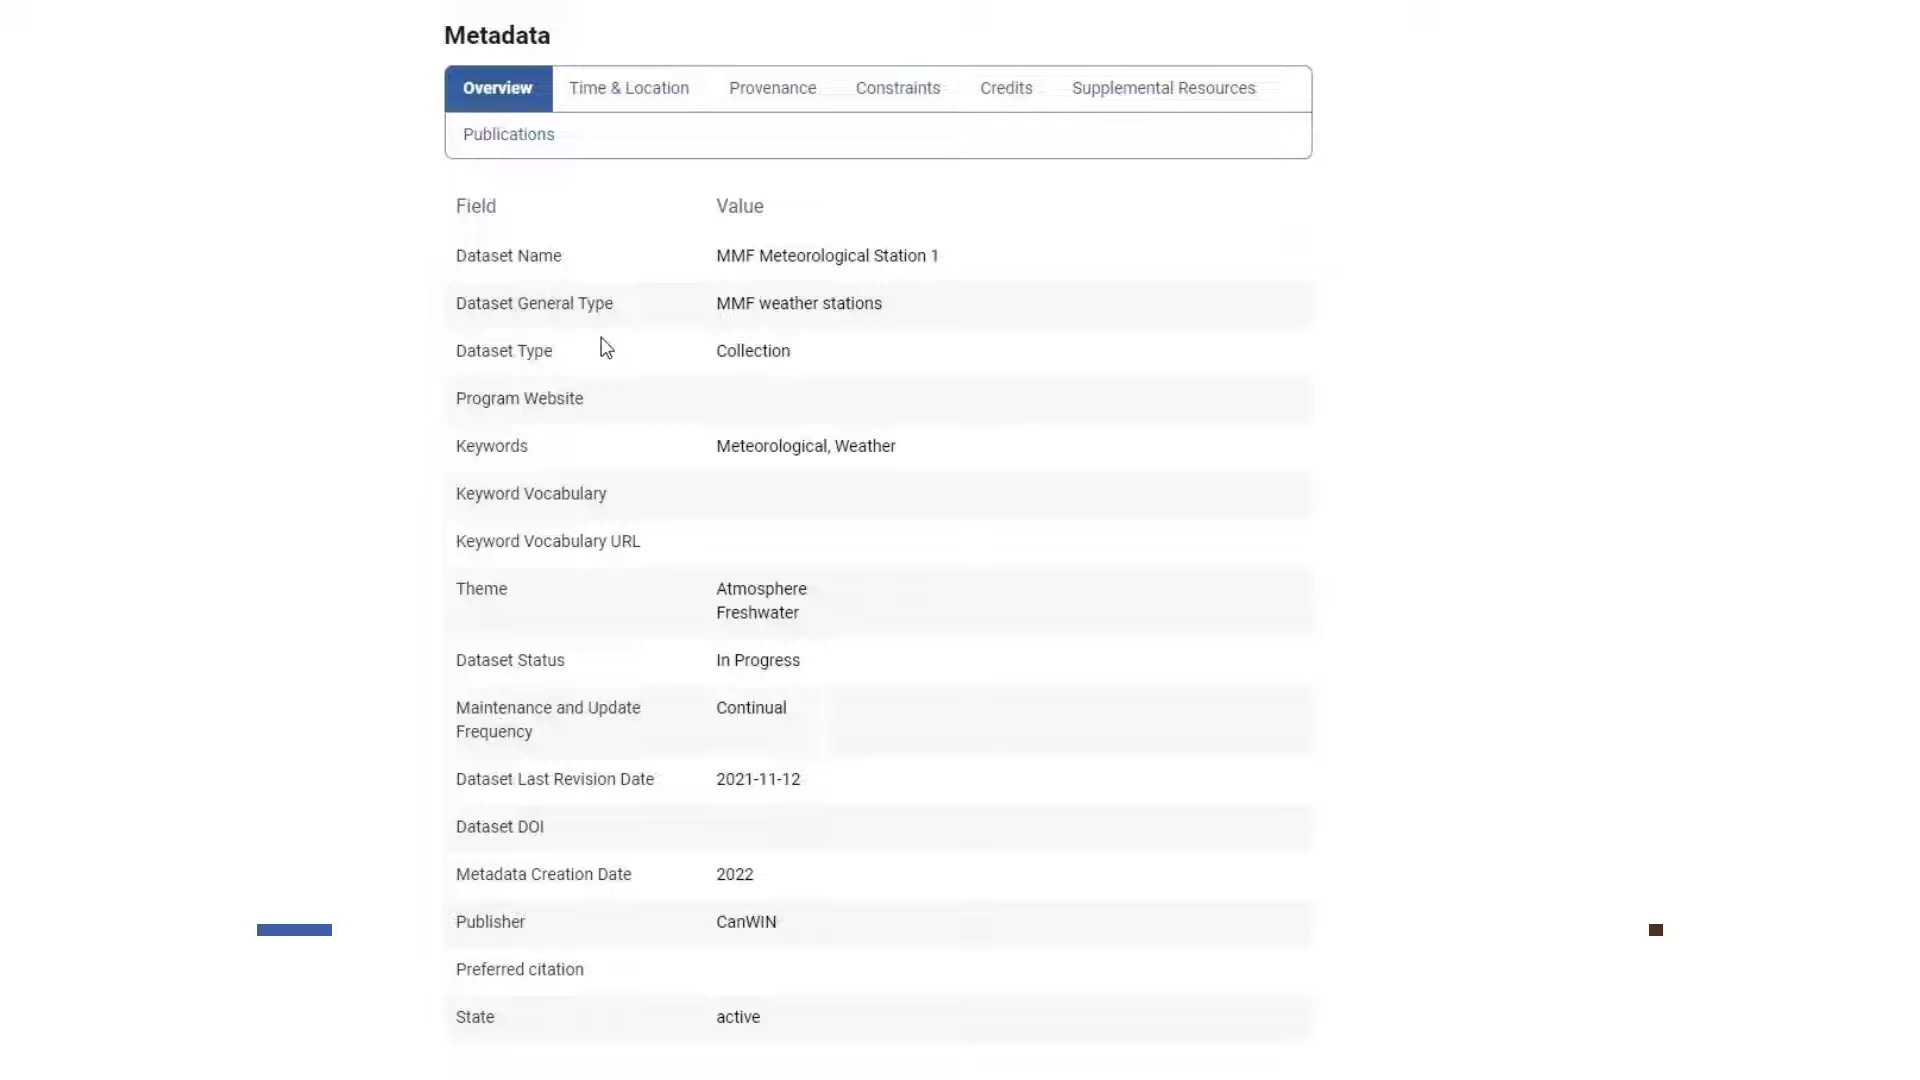 Metadata
Overview Time & Location Provenance Constraints Credits Supplemental Resources
Publications
Field Value
Dataset Name MMF Meteorological Station 1
Dataset General Type MMF weather stations
Dataset Type Collection
Program Website
Keywords Meteorological, Weather
Keyword Vocabulary
Keyword Vocabulary URL
Theme Atmosphere
Freshwater
Dataset Status In Progress
Maintenance and Update Continual
Frequency
Dataset Last Revision Date 2021-11-12
Dataset DOI
Metadata Creation Date 2022
Publisher CanWIN
Preferred citation
State active